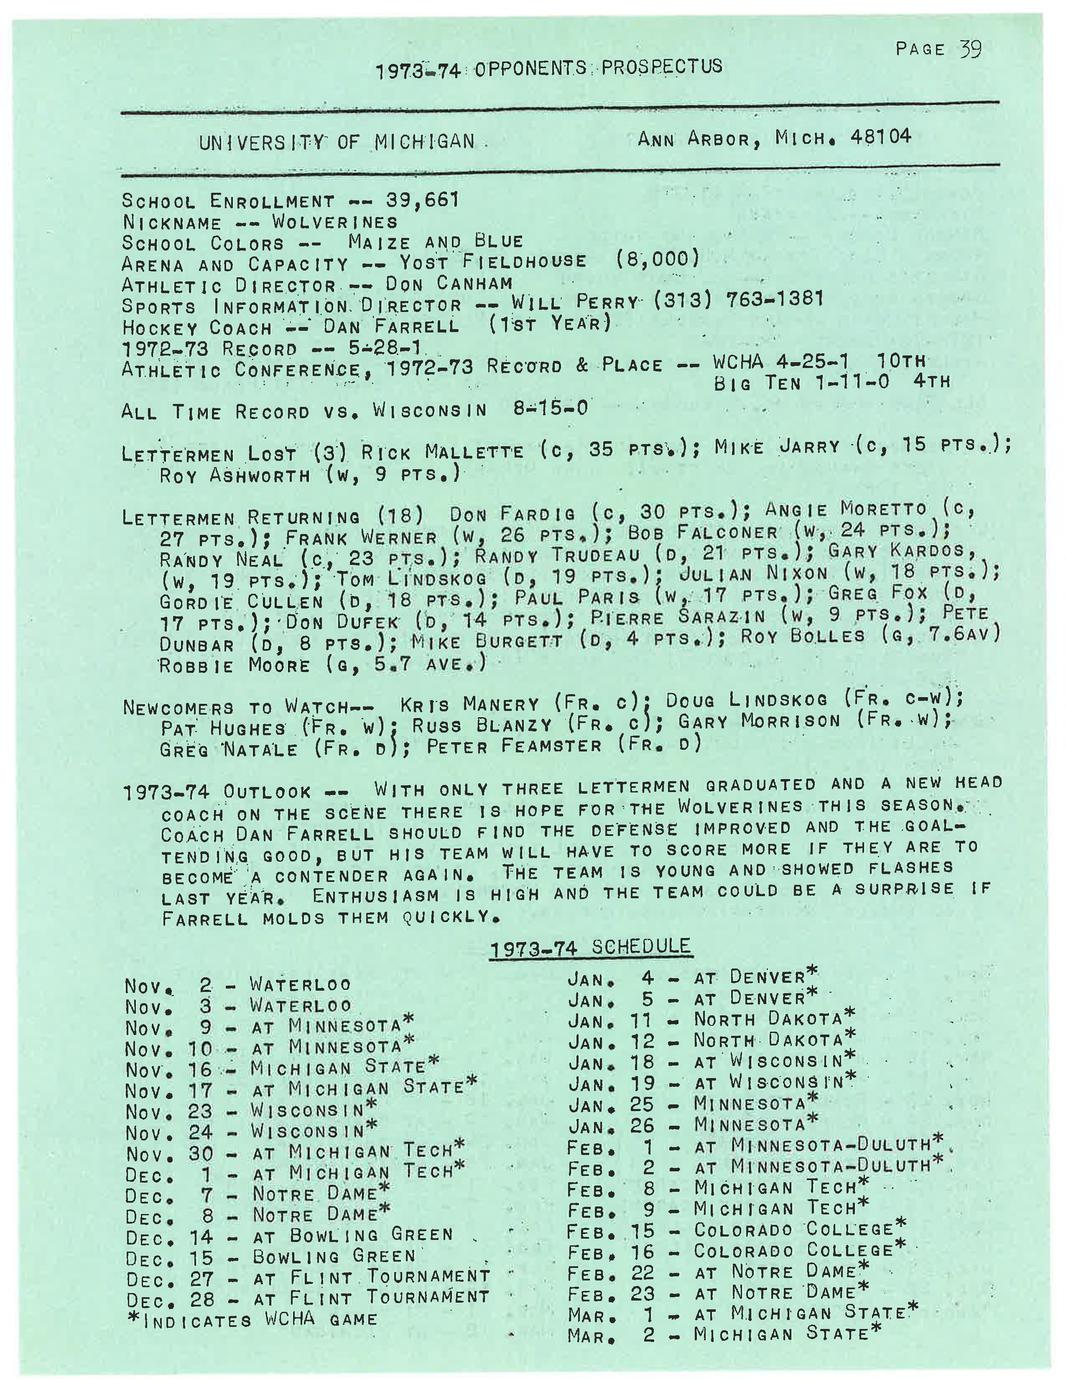 PAGE 39
1973-74 OPPONENTS PROSPECTUS
UNIVERSITY OF MICHIGAN ANN ARBOR, MICH. 48104
SCHOOL ENROLLMENT -- 39,661
NICKNAME -- WOLVERINES
SCHOOL COLORS -- MAIZE AND BLUE
ARENA AND CAPACITY -- YOST FIELDHOUSE (8,000)
ATHLETIC DIRECTOR -- DON CANHAM
SPORTS INFORMATION DIRECTOR -- WILL PERRY (313) 763-1381
HOCKEY COACH -- DAN FARRELL (1ST YEAR)
1972-73 RECORD -- 5-28-1
ATHLETIC CONFERENCE, 1972-73 RECORD & PLACE -- WCHA 4-25-1 10TH
BIG TEN 1-11-0 4TH
ALL TIME RECORD VS. WISCONSIN 8-15-0
LETTERMEN LOST (3) RICK MALLETTE (C, 35 PTS.); MIKE JARRY (C, 15 PTS.);
ROY ASHWORTH (W, 9 PTS.)
LETTERMEN RETURNING (18) DON FARDIG (C, 30 PTS.); ANGIE MORETTO (C,
27 PTS.); FRANK WERNER (W, 26 PTS.); BOB FALCONER (W, 24 PTS.);
RANDY NEAL (C, 23 PTS.); RANDY TRUDEAU (D, 21 PTS.); GARY KARDOS,
(W, 19 PTS.); TOM LINDSKOG (D, 19 PTS.); JULIAN NIXON (W, 18 PTS.);
GORDIE CULLEN (D, 18 PTS.); PAUL PARIS (W, 17 PTS.); GREG FOX (D,
17 PTS.); DON DUFEK (D, 14 PTS.); PIERRE SARAZIN (W, 9 PTS.); PETE
DUNBAR (D, 8 PTS.); MIKE BURGETT (D, 4 PTS.); ROY BOLLES (G, 7.6AV)
ROBBIE MOORE (G, 5.7 AVE.)
NEWCOMERS TO WATCH-- KRIS MANERY (FR. C); DOUG LINDSKOG (FR. C-W);
PAT HUGHES (FR. W); RUSS BLANZY (FR. C); GARY MORRISON (FR. W);
GREG NATALE (FR. D); PETER FEAMSTER (FR. D)
1973-74 OUTLOOK -- WITH ONLY THREE LETTERMEN GRADUATED AND A NEW HEAD
COACH ON THE SCENE THERE IS HOPE FOR THE WOLVERINES THIS SEASON.
COACH DAN FARRELL SHOULD FIND THE DEFENSE IMPROVED AND THE GOAL-
TENDING GOOD, BUT HIS TEAM WILL HAVE TO SCORE MORE IF THEY ARE TO
BECOME A CONTENDER AGAIN. THE TEAM IS YOUNG AND SHOWED FLASHES
LAST YEAR. ENTHUSIASM IS HIGH AND THE TEAM COULD BE A SURPRISE IF
FARRELL MOLDS THEM QUICKLY.
1973-74 SCHEDULE
NOV. 2 - WATERLOO
NOV. 3 - WATERLOO
NOV. 9 - AT MINNESOTA*
NOV. 10 - AT MINNESOTA*
NOV. 16 - MICHIGAN STATE*
NOV. 17 - AT MICHIGAN STATE*
NOV. 23 - WISCONSIN*
NOV. 24 - WISCONSIN*
NOV. 30 - AT MICHIGAN TECH*
DEC. 1 - AT MICHIGAN TECH*
DEC. 7 - NOTRE DAME*
DEC. 8 - NOTRE DAME*
DEC. 14 - AT BOWLING GREEN
DEC. 15 - BOWLING GREEN
DEC. 27 - AT FLINT TOURNAMENT
DEC. 28 - AT FLINT TOURNAMENT
*INDICATES WCHA GAME
JAN. 4 - AT DENVER*
JAN. 5 - AT DENVER*
JAN. 11 - NORTH DAKOTA*
JAN. 12 - NORTH DAKOTA*
JAN. 18 - AT WISCONSIN*
JAN. 19 - AT WISCONSIN*
JAN. 25 - MINNESOTA*
JAN. 26 - MINNESOTA*
FEB. 1 - AT MINNESOTA-DULUTH*
FEB. 2 - AT MINNESOTA-DULUTH*
FEB. 8 - MICHIGAN TECH*
FEB. 9 - MICHIGAN TECH*
FEB. 15 - COLORADO COLLEGE*
FEB. 16 - COLORADO COLLEGE*
FEB. 22 - AT NOTRE DAME*
FEB. 23 - AT NOTRE DAME*
MAR. 1 - AT MICHIGAN STATE*
MAR. 2 - MICHIGAN STATE*